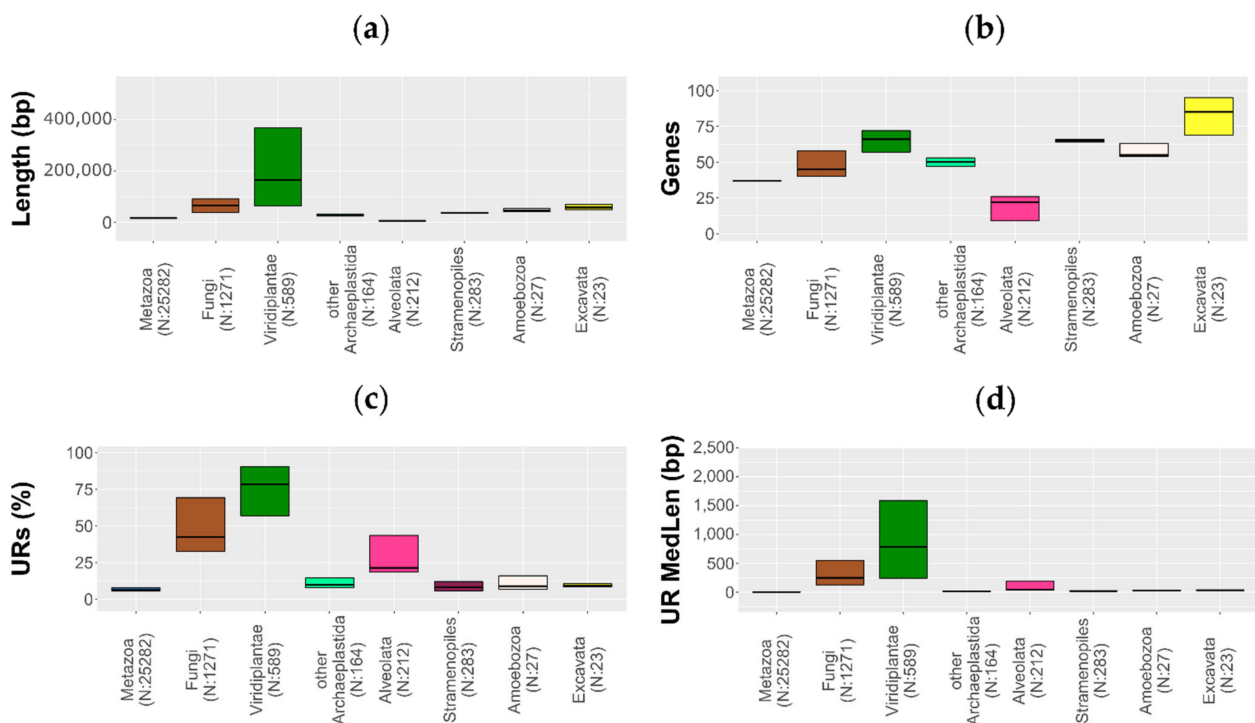 (a)
Length (bp)
400,000
200,000
0
Metazoa
(N:25282)
Fungi
(N:1271)
Viridiplantae
(N:589)
other
Archaeplastida
(N:164)
Alveolata
(N:212)
Stramenopiles
(N:283)
Amoebozoa
(N:27)
Excavata
(N:23)
(b)
Genes
100
75
50
25
0
Metazoa
(N:25282)
Fungi
(N:1271)
Viridiplantae
(N:589)
other
Archaeplastida
(N:164)
Alveolata
(N:212)
Stramenopiles
(N:283)
Amoebozoa
(N:27)
Excavata
(N:23)
(c)
URs (%)
100
75
50
25
0
Metazoa
(N:25282)
Fungi
(N:1271)
Viridiplantae
(N:589)
other
Archaeplastida
(N:164)
Alveolata
(N:212)
Stramenopiles
(N:283)
Amoebozoa
(N:27)
Excavata
(N:23)
(d)
UR MedLen (bp)
2,500
2,000
1,500
1,000
500
0
Metazoa
(N:25282)
Fungi
(N:1271)
Viridiplantae
(N:589)
other
Archaeplastida
(N:164)
Alveolata
(N:212)
Stramenopiles
(N:283)
Amoebozoa
(N:27)
Excavata
(N:23)